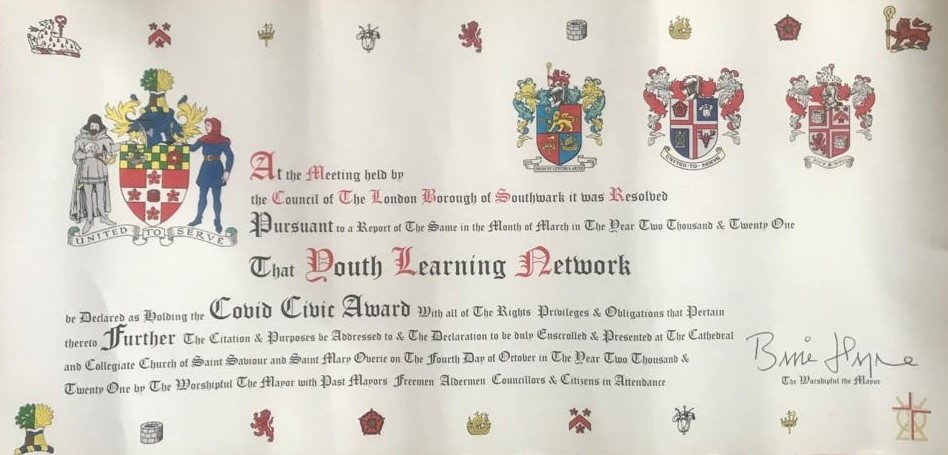 UNITED TO SERVE
UNITED TO SERVE
At the Meeting held by
the Council of The London Borough of Southwark it was Resolved
Pursuant to a Report of The Same in the Month of March in The Year Two Thousand & Twenty One
That Youth Learning Network
be Declared as Holding the Covid Civic Award With all of The Rights Privileges & Obligations that Pertain
thereto Further The Citation & Purposes be Addressed to & The Declaration to be duly Enscrolled & Presented at The Cathedral
and Collegiate Church of Saint Saviour and Saint Mary Overie on The Fourth Day of October in The Year Two Thousand &
Twenty One by The Worshipful The Mayor with Past Mayors Freemen Aldermen Councillors & Citizens in Attendance
The Worshipful the Mayor